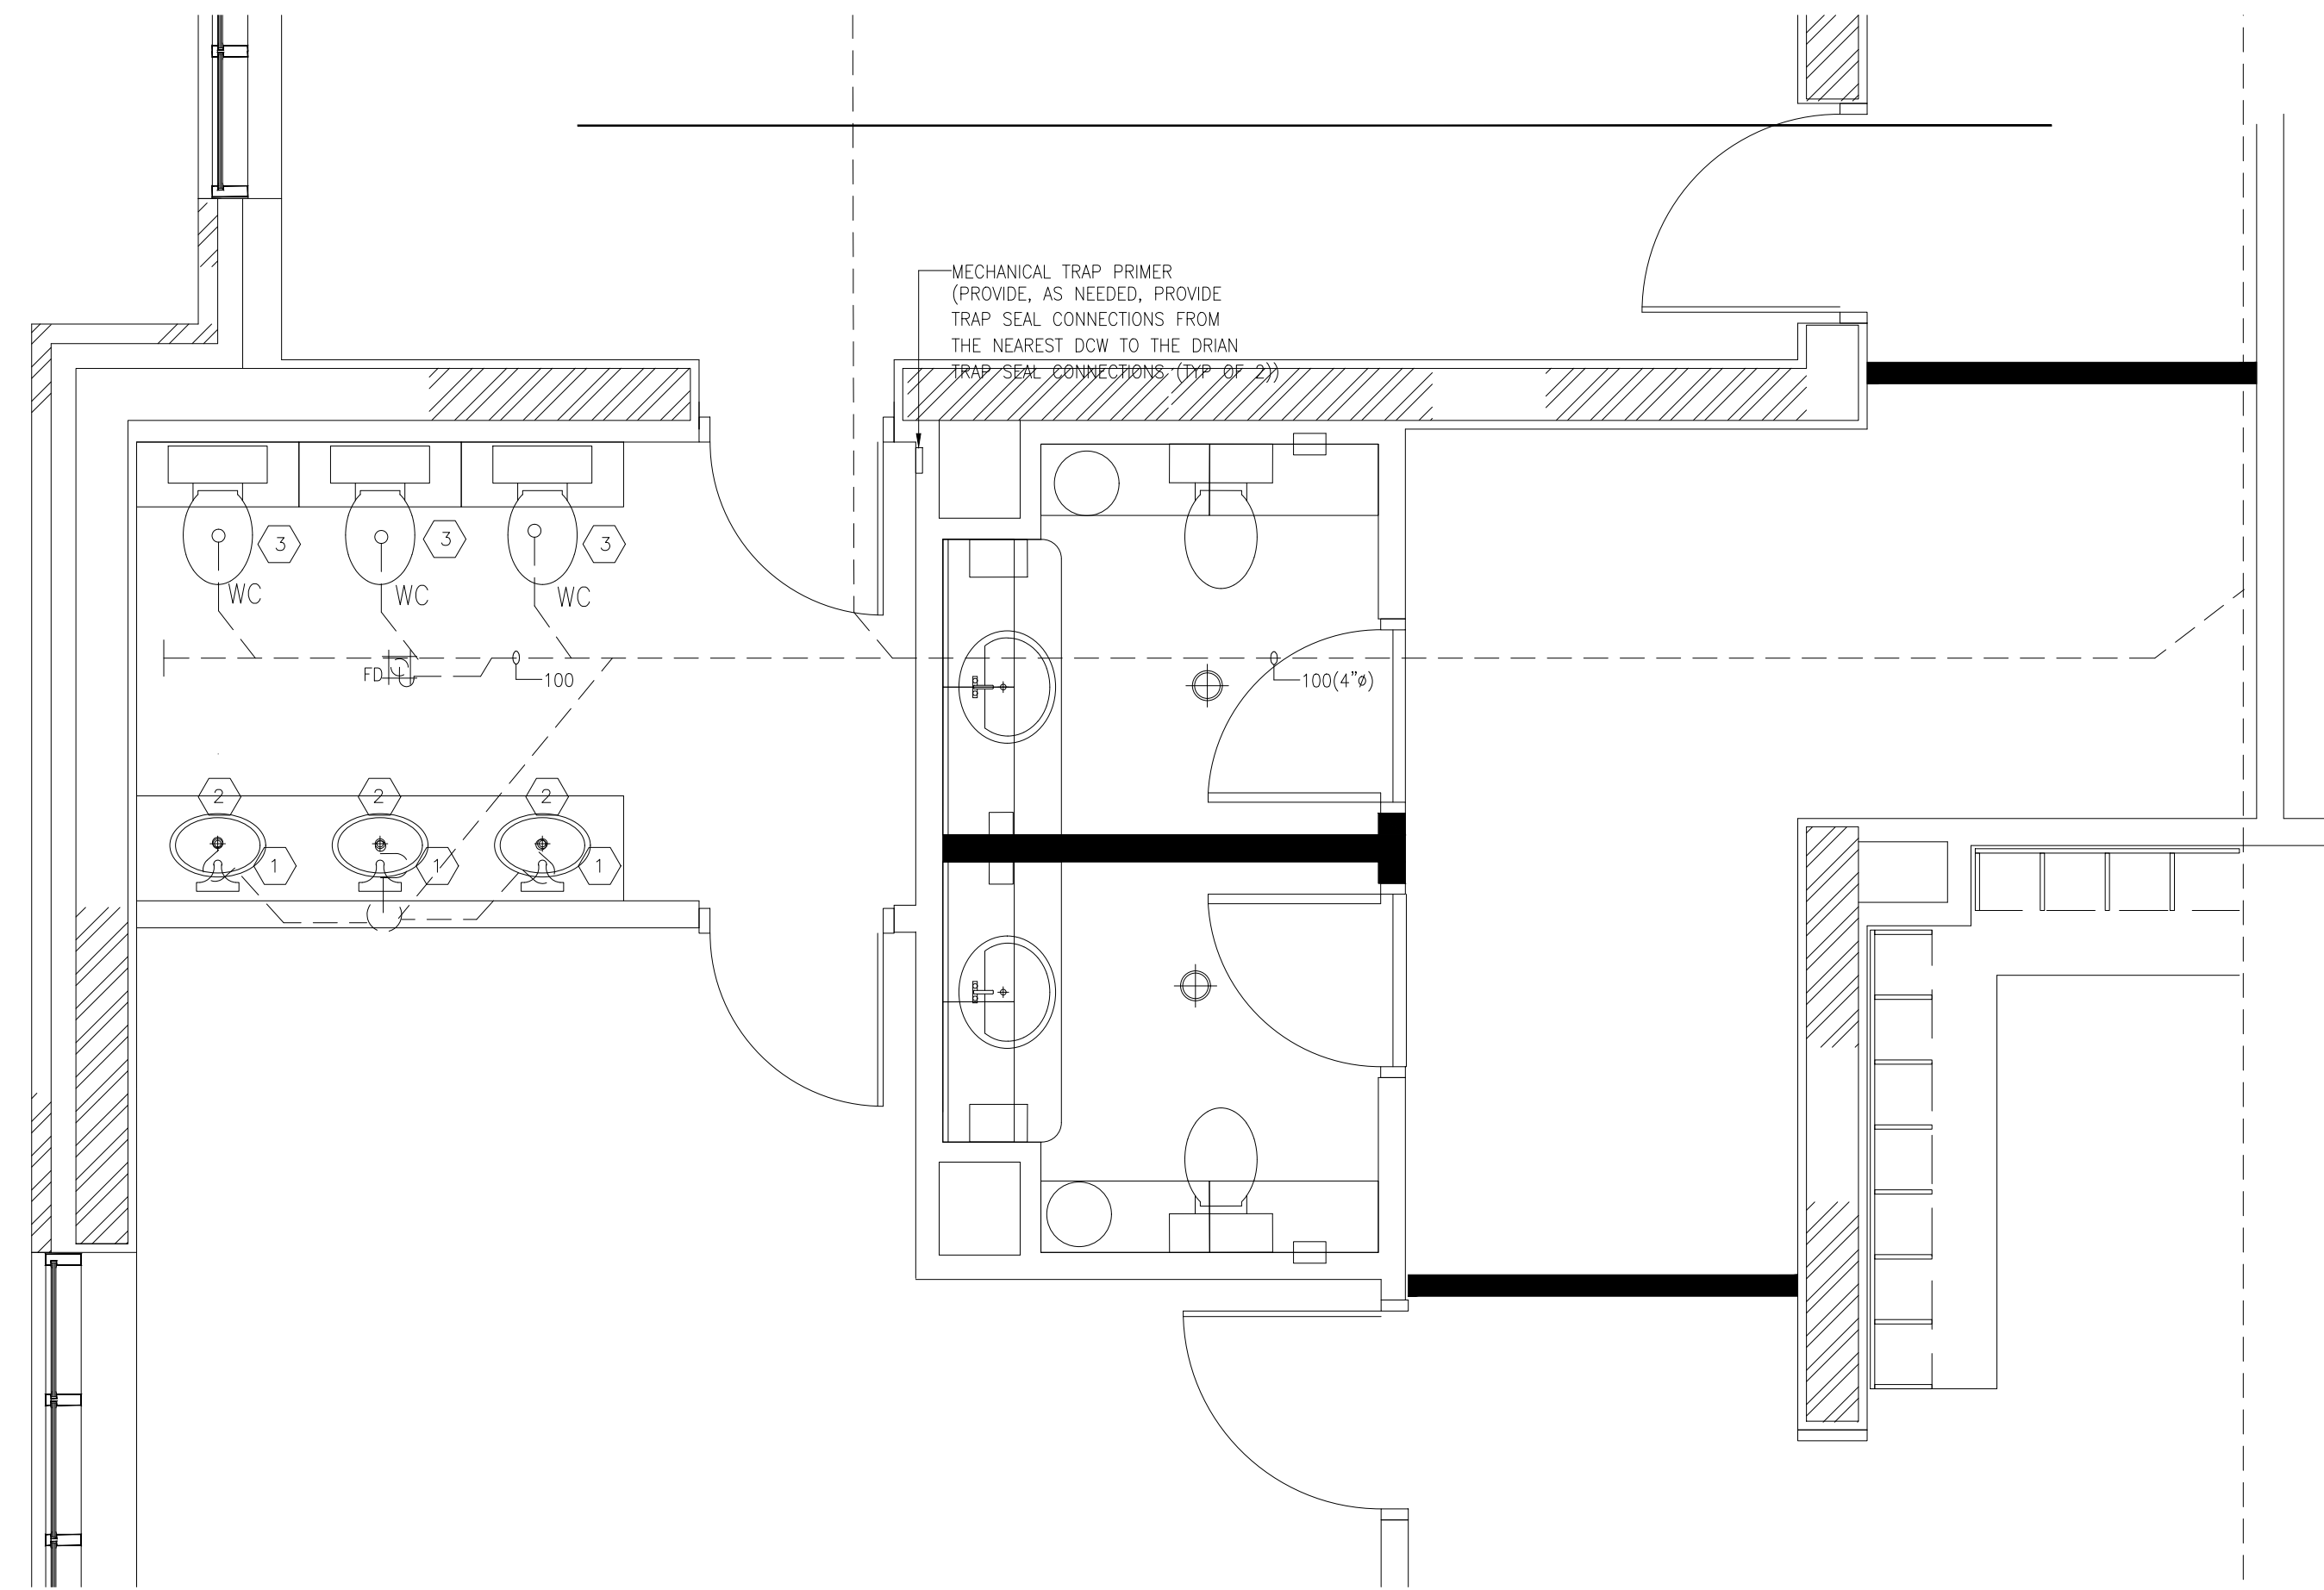 MECHANICAL TRAP PRIMER
(PROVIDE, AS NEEDED, PROVIDE
TRAP SEAL CONNECTIONS FROM
THE NEAREST DCW TO THE DRIAN
TRAP SEAL CONNECTIONS (TYP OF 2))
3
3
3
WC
WC
WC
FD
100
100(4"ø)
2
2
2
1
1
1